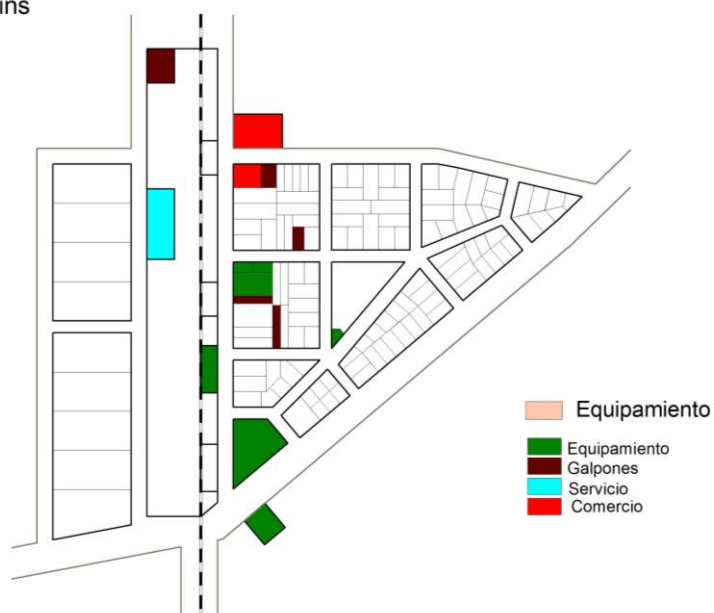 ins
Equipamiento
Equipamiento
Galpones
Servicio
Comercio